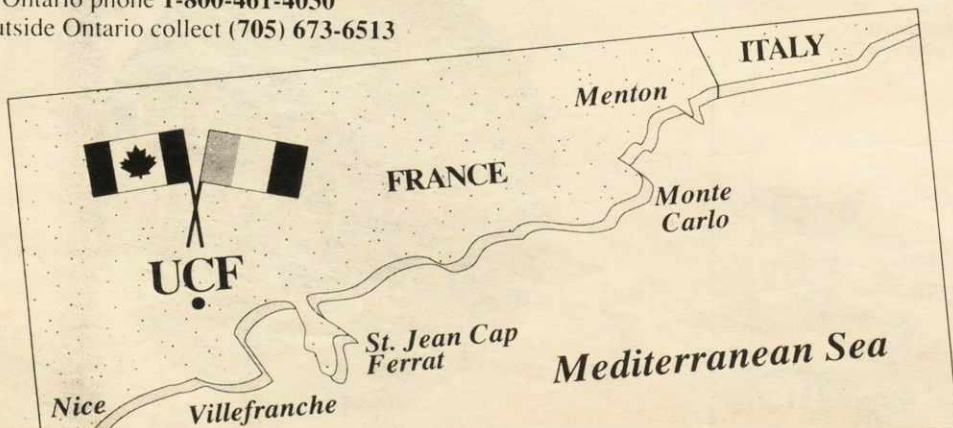 Ontario phone 1-800-461-4030
utside Ontario collect (705) 673-6513
ITALY
Menton
FRANCE
Monte
Carlo
UCF
St. Jean Cap
Ferrat
Mediterranean Sea
Nice
Villefranche